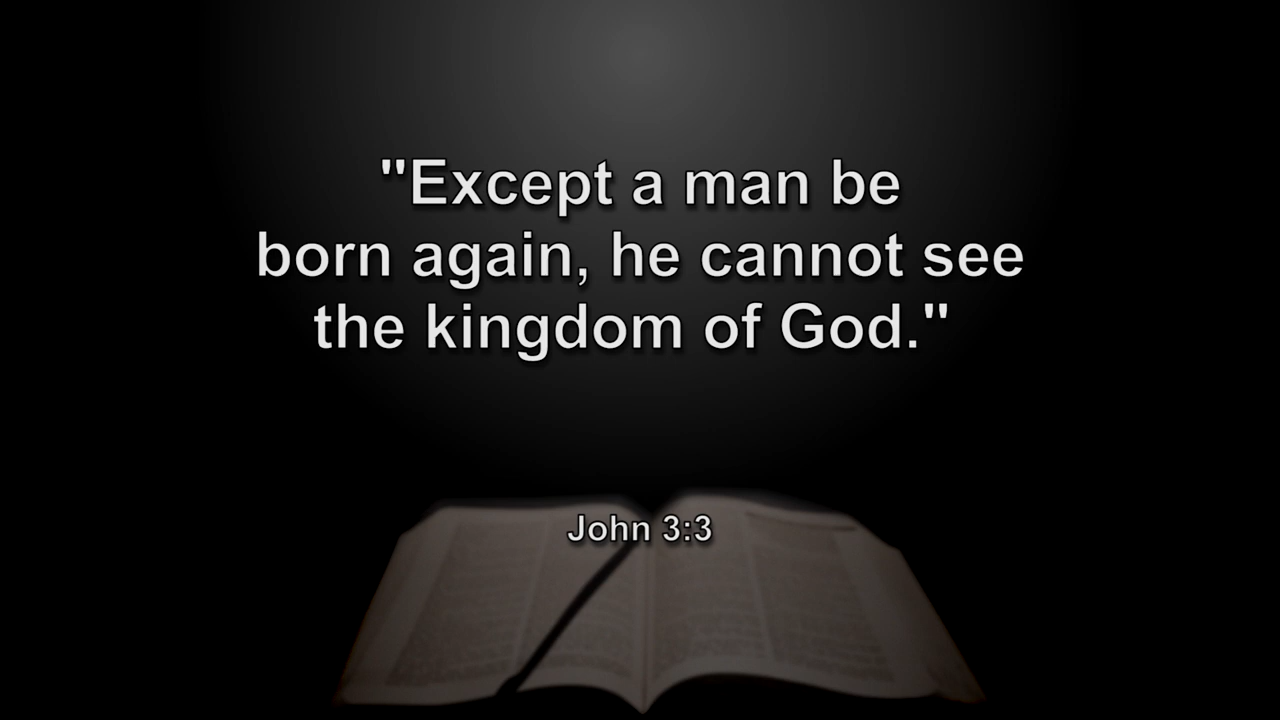 "Except a man be
born again, he cannot see
the kingdom of God."
John 3:3